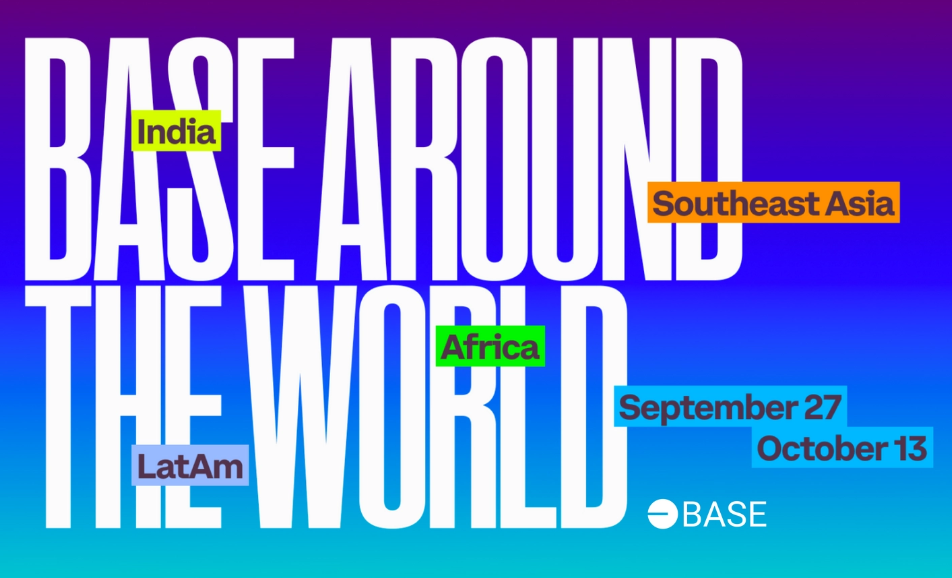 BASE AROUND
India
Southeast Asia
THE WORLD
Africa
September 27
October 13
LatAm
BASE